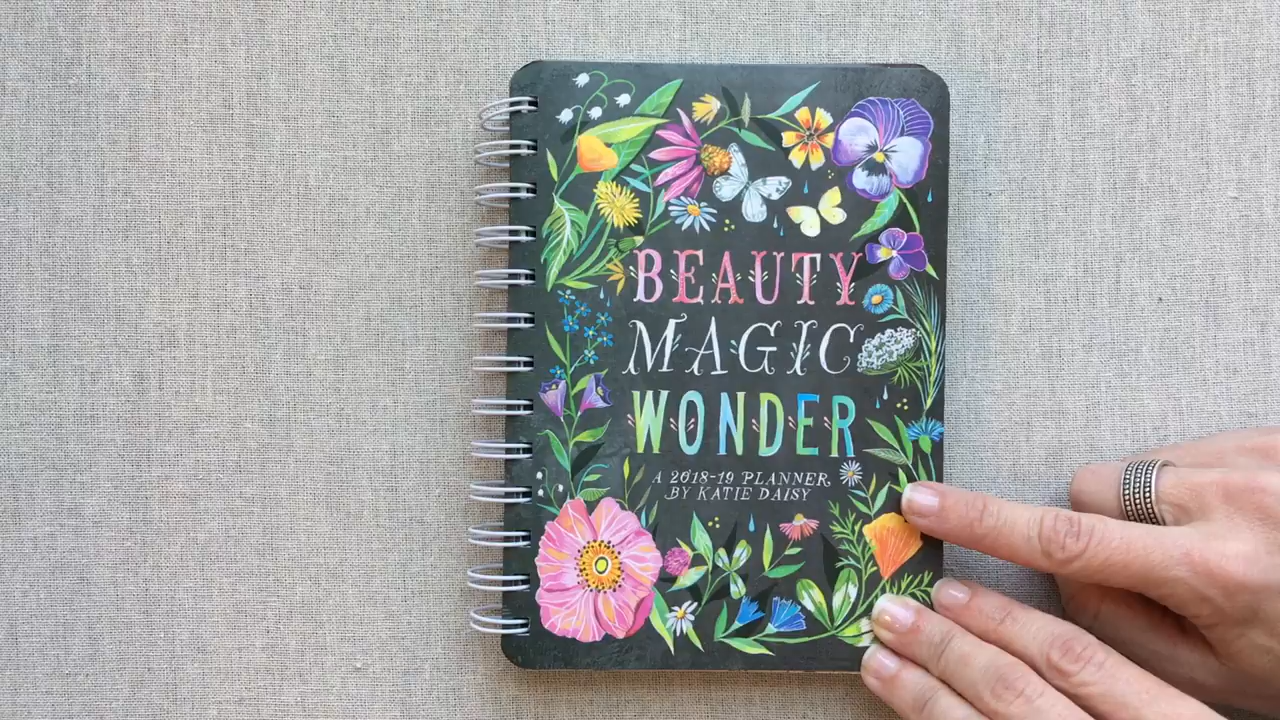 BEAUTY
MAGIC
WONDER
A 2018-19 PLANNER
BY KATIE DAISY